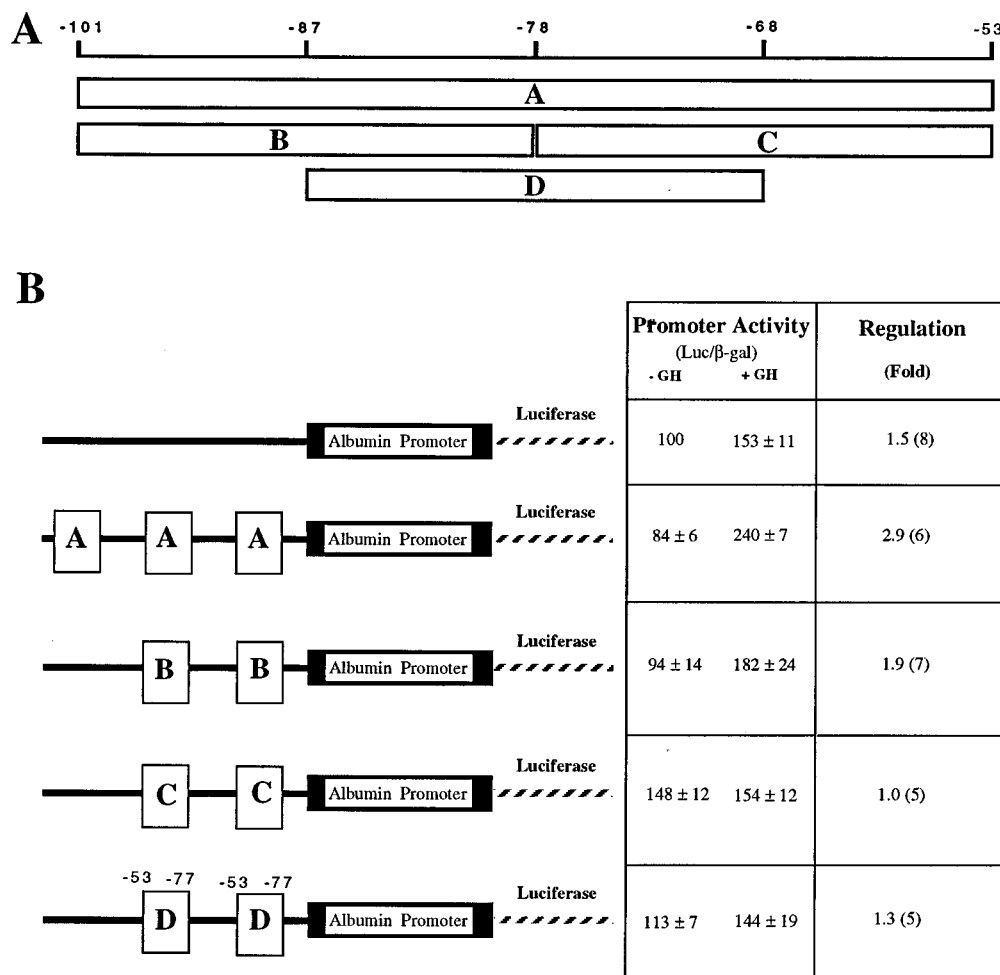 A
-101 -87 -78 -68 -53
A
B C
D
B
Promoter Activity Regulation
(Luc/β-gal)
- GH + GH (Fold)
Luciferase
Albumin Promoter 100 153 ± 11 1.5 (8)
Luciferase
A A A Albumin Promoter 84 ± 6 240 ± 7 2.9 (6)
Luciferase
B B Albumin Promoter 94 ± 14 182 ± 24 1.9 (7)
Luciferase
C C Albumin Promoter 148 ± 12 154 ± 12 1.0 (5)
-53 -77 -53 -77
Luciferase
D D Albumin Promoter 113 ± 7 144 ± 19 1.3 (5)